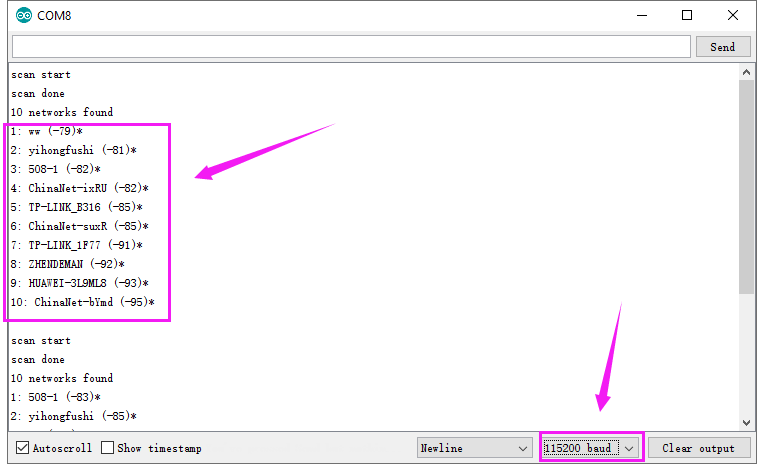 COM8
Send
scan start
scan done
10 networks found
1: ww (-79)*
2: yihongfushi (-81)*
3: 508-1 (-82)*
4: ChinaNet-ixRU (-82)*
5: TP-LINK_B316 (-85)*
6: ChinaNet-suxR (-85)*
7: TP-LINK_1F77 (-91)*
8: ZHENDEMAN (-92)*
9: HUAWEI-3L9ML8 (-93)*
10: ChinaNet-bYmd (-95)*
scan start
scan done
10 networks found
1: 508-1 (-83)*
2: yihongfushi (-85)*
Autoscroll Show timestamp Newline 115200 baud Clear output